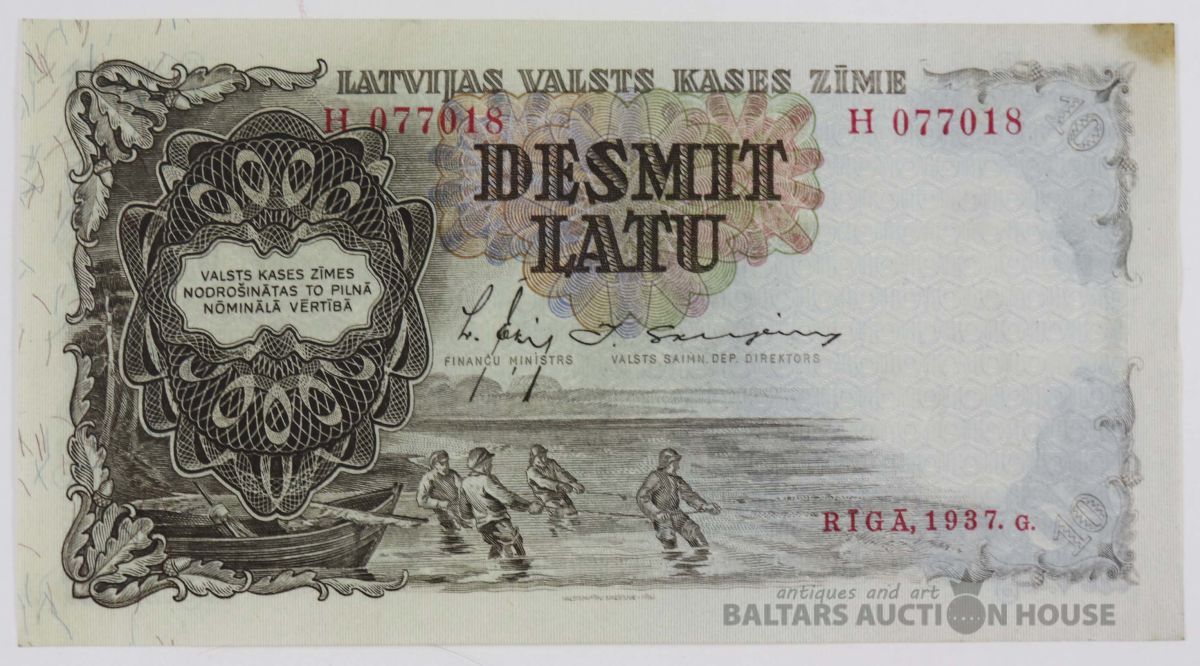 LATVIJAS VALSTS KASES ZĪME
H 077018
H 077018
DESMIT
LATU
VALSTS KASES ZĪMES
NODROŠINĀTAS TO PILNĀ
NŌMINĀLĀ VĒRTĪBĀ
FINANČU MINISTRS
VALSTS SAIMN. DEP. DIREKTORS
10
10
RĪGĀ, 1937. G.
antiques and art
BALTARS AUCTION HOUSE